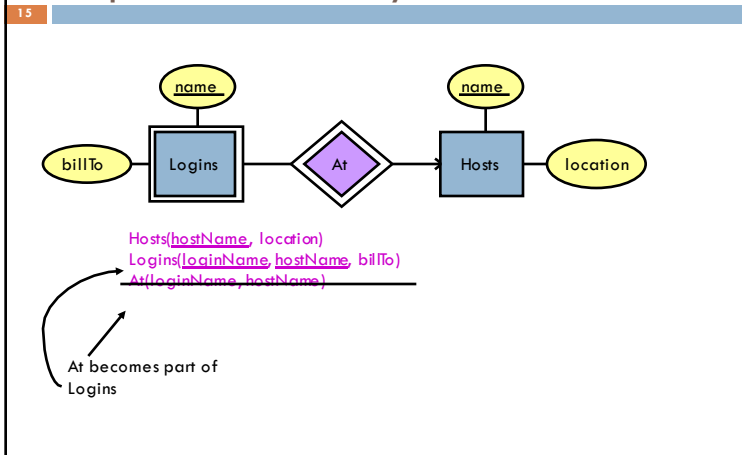 15
name
name
billTo
Logins
At
Hosts
location
Hosts(hostName, location)
Logins(loginName, hostName, billTo)
At(loginName, hostName)
At becomes part of
Logins